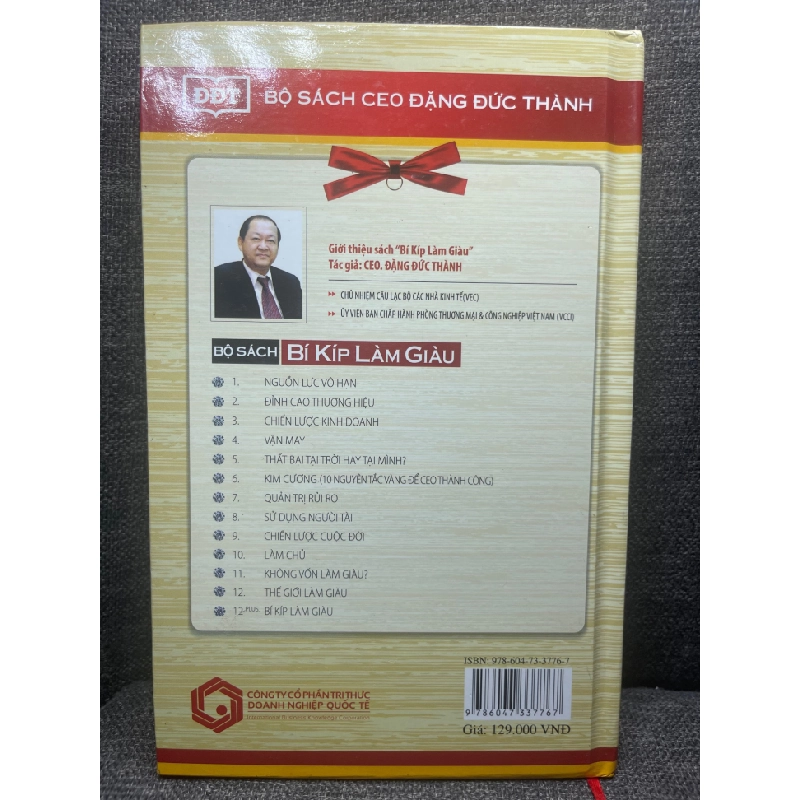 ĐĐT
BỘ SÁCH CEO ĐẶNG ĐỨC THÀNH
Giới thiệu sách "Bí Kíp Làm Giàu"
Tác giả: CEO. ĐẶNG ĐỨC THÀNH
CHỦ NHIỆM CÂU LẠC BỘ CÁC NHÀ KINH TẾ (VEC)
ỦY VIÊN BAN CHẤP HÀNH PHÒNG THƯƠNG MẠI & CÔNG NGHIỆP VIỆT NAM (VCCI)
BỘ SÁCH BÍ KÍP LÀM GIÀU
1. NGUỒN LỰC VÔ HẠN
2. ĐỈNH CAO THƯƠNG HIỆU
3. CHIẾN LƯỢC KINH DOANH
4. VẬN MAY
5. THẤT BẠI TẠI TRỜI HAY TẠI MÌNH?
6. KIM CƯƠNG (10 NGUYÊN TẮC VÀNG ĐỂ CEO THÀNH CÔNG)
7. QUẢN TRỊ RỦI RO
8. SỬ DỤNG NGƯỜI TÀI
9. CHIẾN LƯỢC CUỘC ĐỜI
10. LÀM CHỦ
11. KHÔNG VỐN LÀM GIÀU?
12. THẾ GIỚI LÀM GIÀU
12.PLUS BÍ KÍP LÀM GIÀU
ISBN: 978-604-73-3776-7
9 786047 337767
Giá: 129.000 VNĐ
CÔNG TY CỔ PHẦN TRI THỨC
DOANH NGHIỆP QUỐC TẾ
International Business Knowledge Corporation